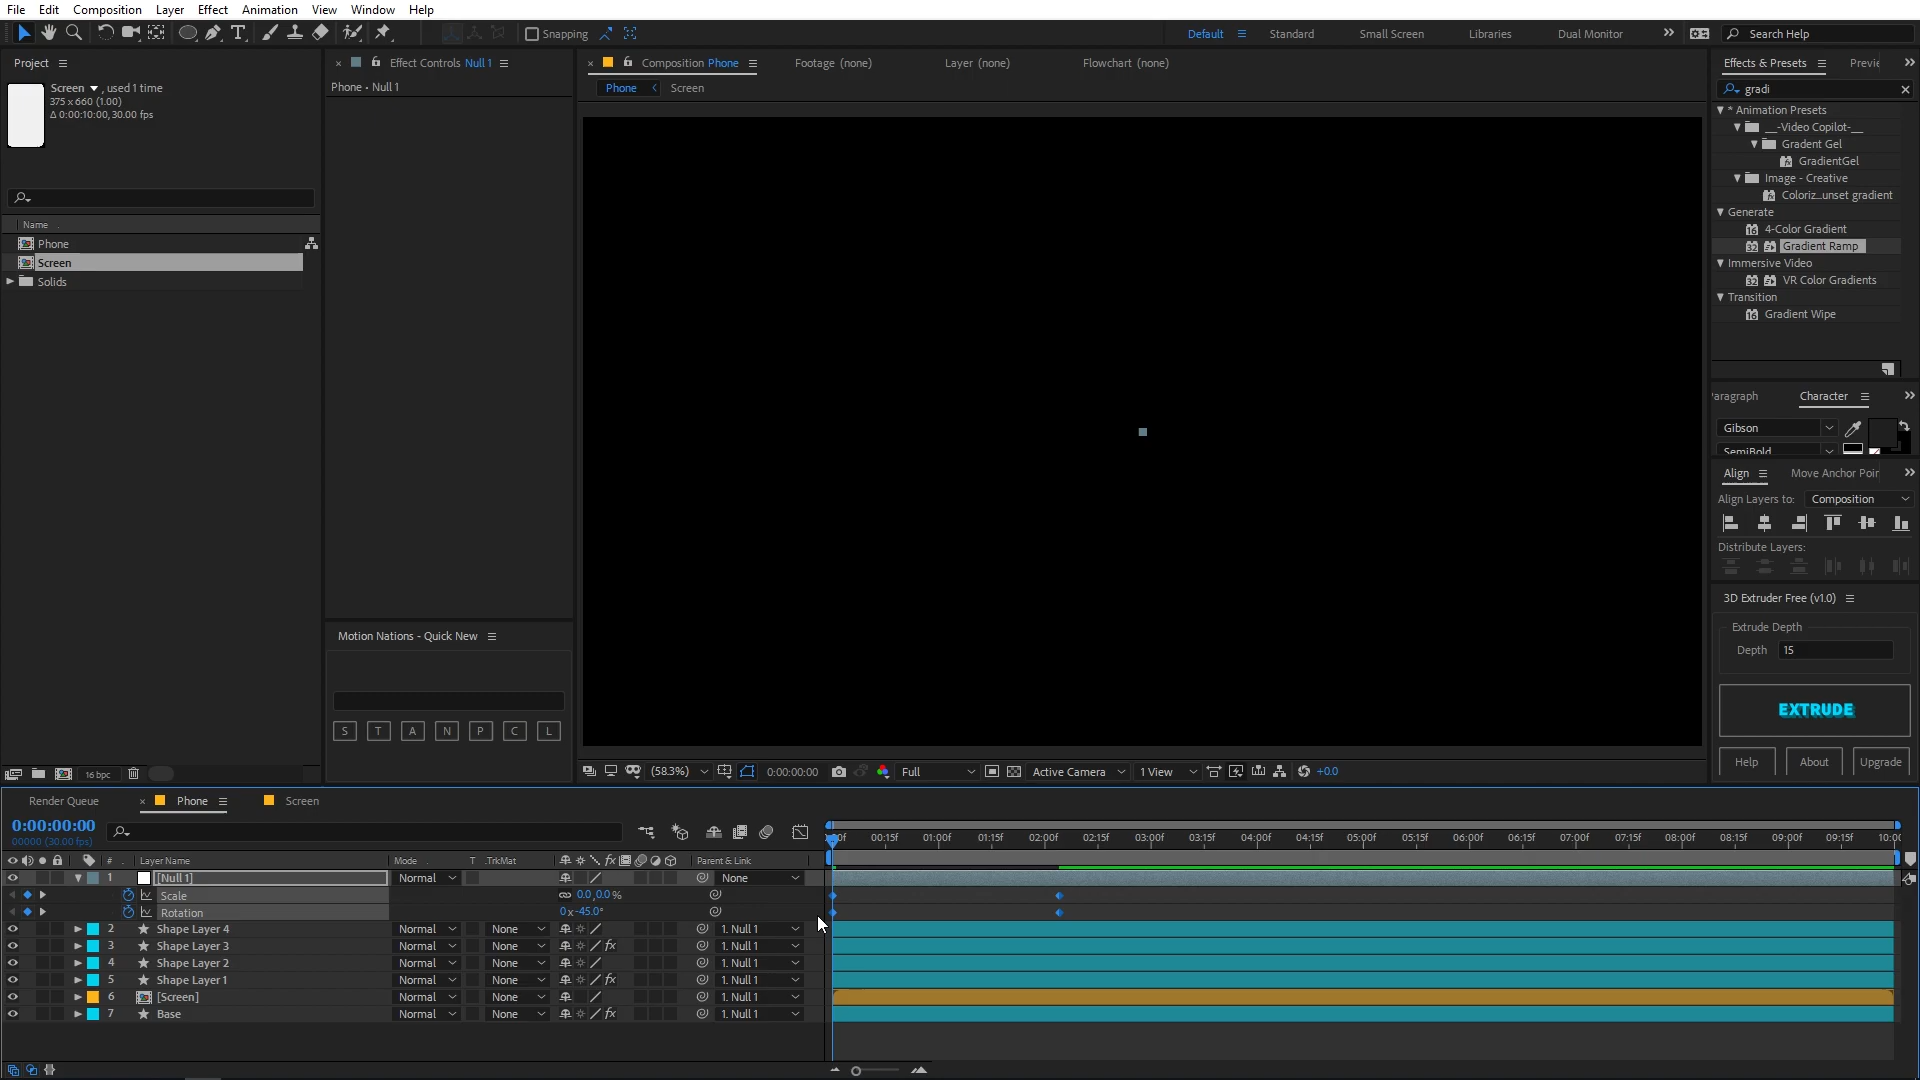 File Edit Composition Layer Effect Animation View Window Help
Snapping
Default Standard Small Screen Libraries Dual Monitor Search Help
Project
Screen , used 1 time
375 x 660 (1.00)
Δ 0:00:10:00, 30.00 fps
Name
Phone
Screen
Solids
16 bpc
Effect Controls Null 1
Phone • Null 1
Motion Nations - Quick New
S T A N P C L
Composition Phone Footage (none) Layer (none) Flowchart (none)
Phone Screen
(58.3%) 0:00:00:00 Full Active Camera 1 View +0.0
Effects & Presets Previe
gradi
* Animation Presets
__-Video Copilot-__
Gradent Gel
GradientGel
Image - Creative
Coloriz...unset gradient
Generate
16 4-Color Gradient
32 Gradient Ramp
Immersive Video
32 VR Color Gradients
Transition
16 Gradient Wipe
aragraph Character
Gibson
SemiBold
Align Move Anchor Poir
Align Layers to: Composition
Distribute Layers:
3D Extruder Free (v1.0)
Extrude Depth
Depth 15
EXTRUDE
Help About Upgrade
Render Queue Phone Screen
0:00:00:00
00000 (30.00 fps)
00:15f 01:00f 01:15f 02:00f 02:15f 03:00f 03:15f 04:00f 04:15f 05:00f 05:15f 06:00f 06:15f 07:00f 07:15f 08:00f 08:15f 09:00f 09:15f 10:00
# Layer Name Mode T .TrkMat fx Parent & Link
1 [Null 1] Normal None
Scale 0.0,0.0%
Rotation 0x-45.0°
2 Shape Layer 4 Normal None 1. Null 1
3 Shape Layer 3 Normal None fx 1. Null 1
4 Shape Layer 2 Normal None 1. Null 1
5 Shape Layer 1 Normal None fx 1. Null 1
6 [Screen] Normal None 1. Null 1
7 Base Normal None fx 1. Null 1